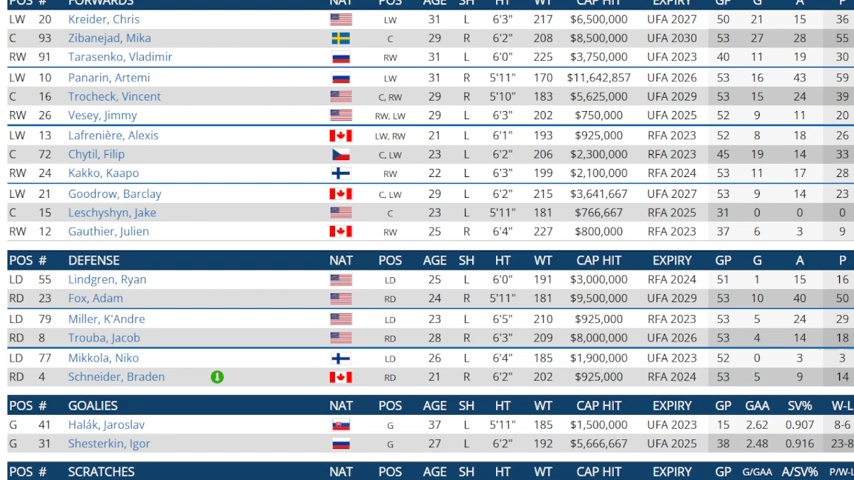 POS # FORWARDS NAT POS AGE SH HT WT CAP HIT EXPIRY GP G A P
LW 20 Kreider, Chris LW 31 L 6'3" 217 $6,500,000 UFA 2027 50 21 15 36
C 93 Zibanejad, Mika C 29 R 6'2" 208 $8,500,000 UFA 2030 53 27 28 55
RW 91 Tarasenko, Vladimir RW 31 L 6'0" 225 $3,750,000 UFA 2023 40 11 19 30
LW 10 Panarin, Artemi LW 31 R 5'11" 170 $11,642,857 UFA 2026 53 16 43 59
C 16 Trocheck, Vincent C, RW 29 R 5'10" 183 $5,625,000 UFA 2029 53 15 24 39
RW 26 Vesey, Jimmy RW, LW 29 L 6'3" 202 $750,000 UFA 2025 52 9 11 20
LW 13 Lafrenière, Alexis LW, RW 21 L 6'1" 193 $925,000 RFA 2023 52 8 18 26
C 72 Chytil, Filip C, LW 23 L 6'2" 206 $2,300,000 RFA 2023 45 19 14 33
RW 24 Kakko, Kaapo RW 22 L 6'3" 199 $2,100,000 RFA 2024 53 11 17 28
LW 21 Goodrow, Barclay C, LW 29 L 6'2" 215 $3,641,667 UFA 2027 53 9 14 23
C 15 Leschyshyn, Jake C 23 L 5'11" 181 $766,667 RFA 2025 31 0 0 0
RW 12 Gauthier, Julien RW 25 R 6'4" 227 $800,000 RFA 2023 37 6 3 9
POS # DEFENSE NAT POS AGE SH HT WT CAP HIT EXPIRY GP G A P
LD 55 Lindgren, Ryan LD 25 L 6'0" 191 $3,000,000 RFA 2024 51 1 15 16
RD 23 Fox, Adam RD 24 R 5'11" 181 $9,500,000 UFA 2029 53 10 40 50
LD 79 Miller, K'Andre LD 23 L 6'5" 210 $925,000 RFA 2023 53 5 24 29
RD 8 Trouba, Jacob RD 28 R 6'3" 209 $8,000,000 UFA 2026 53 4 14 18
LD 77 Mikkola, Niko LD 26 L 6'4" 185 $1,900,000 UFA 2023 52 0 3 3
RD 4 Schneider, Braden RD 21 R 6'2" 202 $925,000 RFA 2024 53 5 9 14
POS # GOALIES NAT POS AGE SH HT WT CAP HIT EXPIRY GP GAA SV% W-L
G 41 Halák, Jaroslav G 37 L 5'11" 185 $1,500,000 UFA 2023 15 2.62 0.907 8-6
G 31 Shesterkin, Igor G 27 L 6'2" 192 $5,666,667 UFA 2025 38 2.48 0.916 23-8
POS # SCRATCHES NAT POS AGE SH HT WT CAP HIT EXPIRY GP G/GAA A/SV% P/W-L